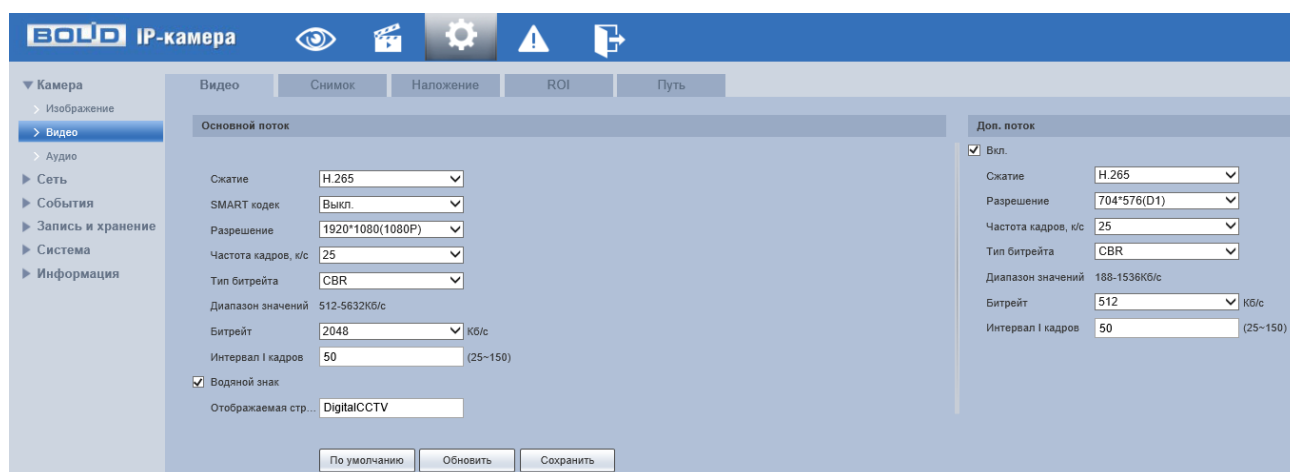 BOLID IP-камера
Камера
Изображение
Видео
Аудио
Сеть
События
Запись и хранение
Система
Информация
Видео
Снимок
Наложение
ROI
Путь
Основной поток
Сжатие H.265
SMART кодек Выкл.
Разрешение 1920*1080(1080P)
Частота кадров, к/с 25
Тип битрейта CBR
Диапазон значений 512-5632Кб/с
Битрейт 2048 Кб/с
Интервал I кадров 50 (25~150)
Водяной знак
Отображаемая стр... DigitalCCTV
По умолчанию
Обновить
Сохранить
Доп. поток
Вкл.
Сжатие H.265
Разрешение 704*576(D1)
Частота кадров, к/с 25
Тип битрейта CBR
Диапазон значений 188-1536Кб/с
Битрейт 512 Кб/с
Интервал I кадров 50 (25~150)